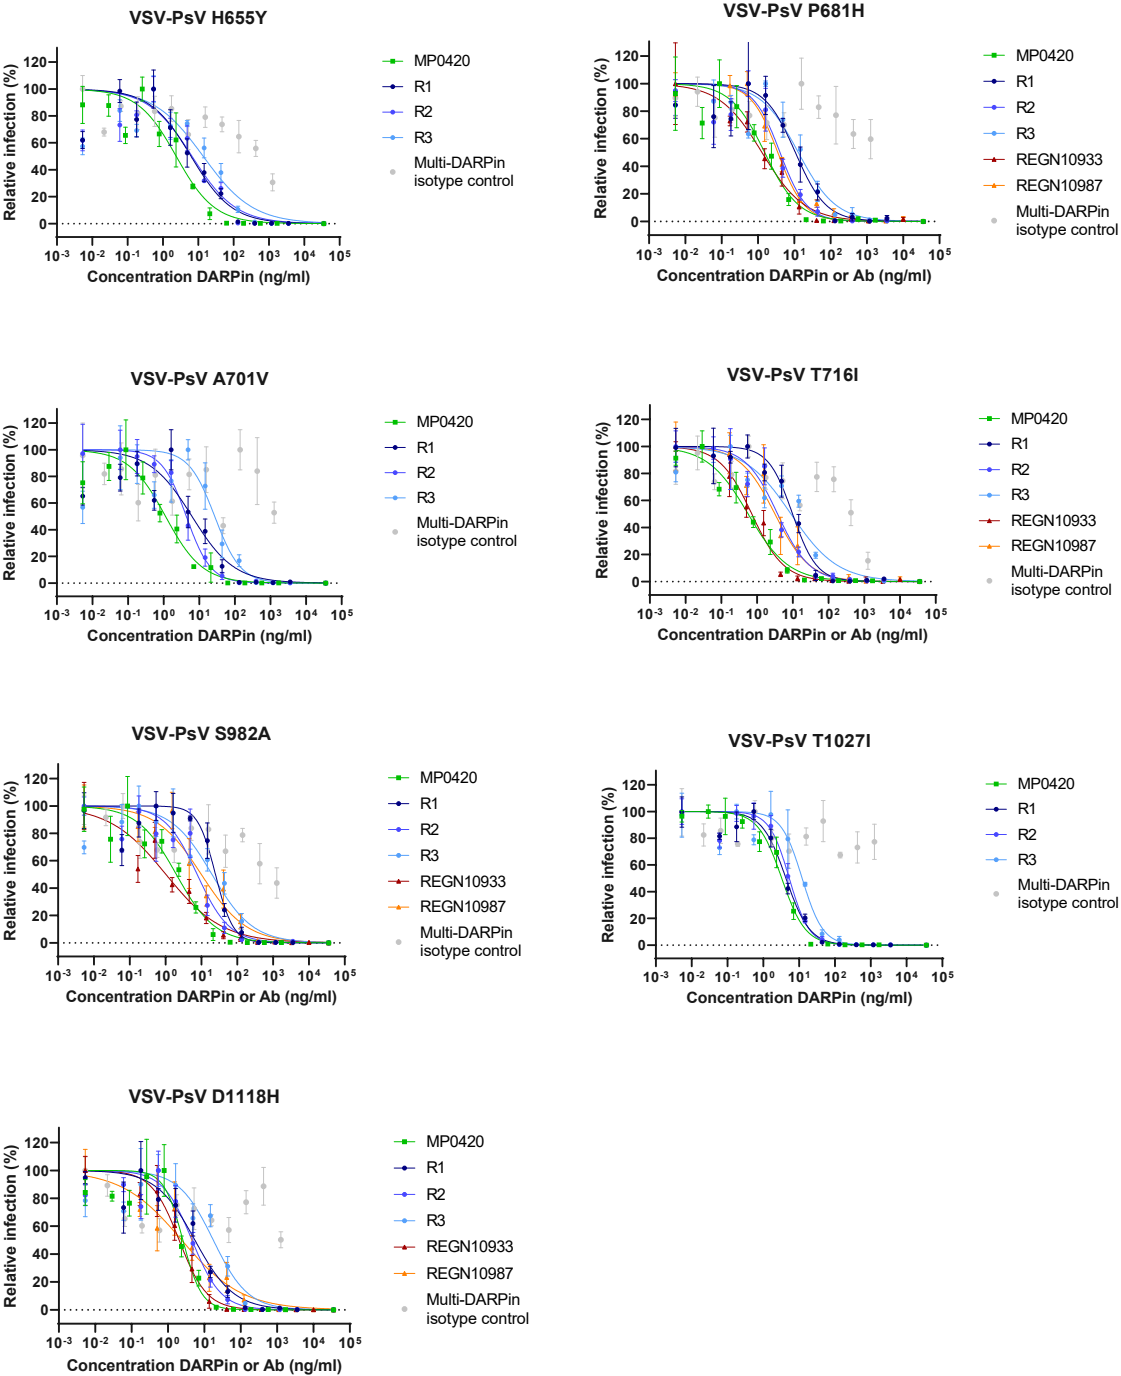 VSV-PsV H655Y
Relative infection (%)
120
100
80
60
40
20
0
10-3 10-2 10-1 100 101 102 103 104 105
Concentration DARPin (ng/ml)
MP0420
R1
R2
R3
Multi-DARPin
isotype control
VSV-PsV P681H
Relative infection (%)
120
100
80
60
40
20
0
10-3 10-2 10-1 100 101 102 103 104 105
Concentration DARPin or Ab (ng/ml)
MP0420
R1
R2
R3
REGN10933
REGN10987
Multi-DARPin
isotype control
VSV-PsV A701V
Relative infection (%)
120
100
80
60
40
20
0
10-3 10-2 10-1 100 101 102 103 104 105
Concentration DARPin (ng/ml)
MP0420
R1
R2
R3
Multi-DARPin
isotype control
VSV-PsV T716I
Relative infection (%)
120
100
80
60
40
20
0
10-3 10-2 10-1 100 101 102 103 104 105
Concentration DARPin or Ab (ng/ml)
MP0420
R1
R2
R3
REGN10933
REGN10987
Multi-DARPin
isotype control
VSV-PsV S982A
Relative infection (%)
120
100
80
60
40
20
0
10-3 10-2 10-1 100 101 102 103 104 105
Concentration DARPin or Ab (ng/ml)
MP0420
R1
R2
R3
REGN10933
REGN10987
Multi-DARPin
isotype control
VSV-PsV T1027I
Relative infection (%)
120
100
80
60
40
20
0
10-3 10-2 10-1 100 101 102 103 104 105
Concentration DARPin (ng/ml)
MP0420
R1
R2
R3
Multi-DARPin
isotype control
VSV-PsV D1118H
Relative infection (%)
120
100
80
60
40
20
0
10-3 10-2 10-1 100 101 102 103 104 105
Concentration DARPin or Ab (ng/ml)
MP0420
R1
R2
R3
REGN10933
REGN10987
Multi-DARPin
isotype control